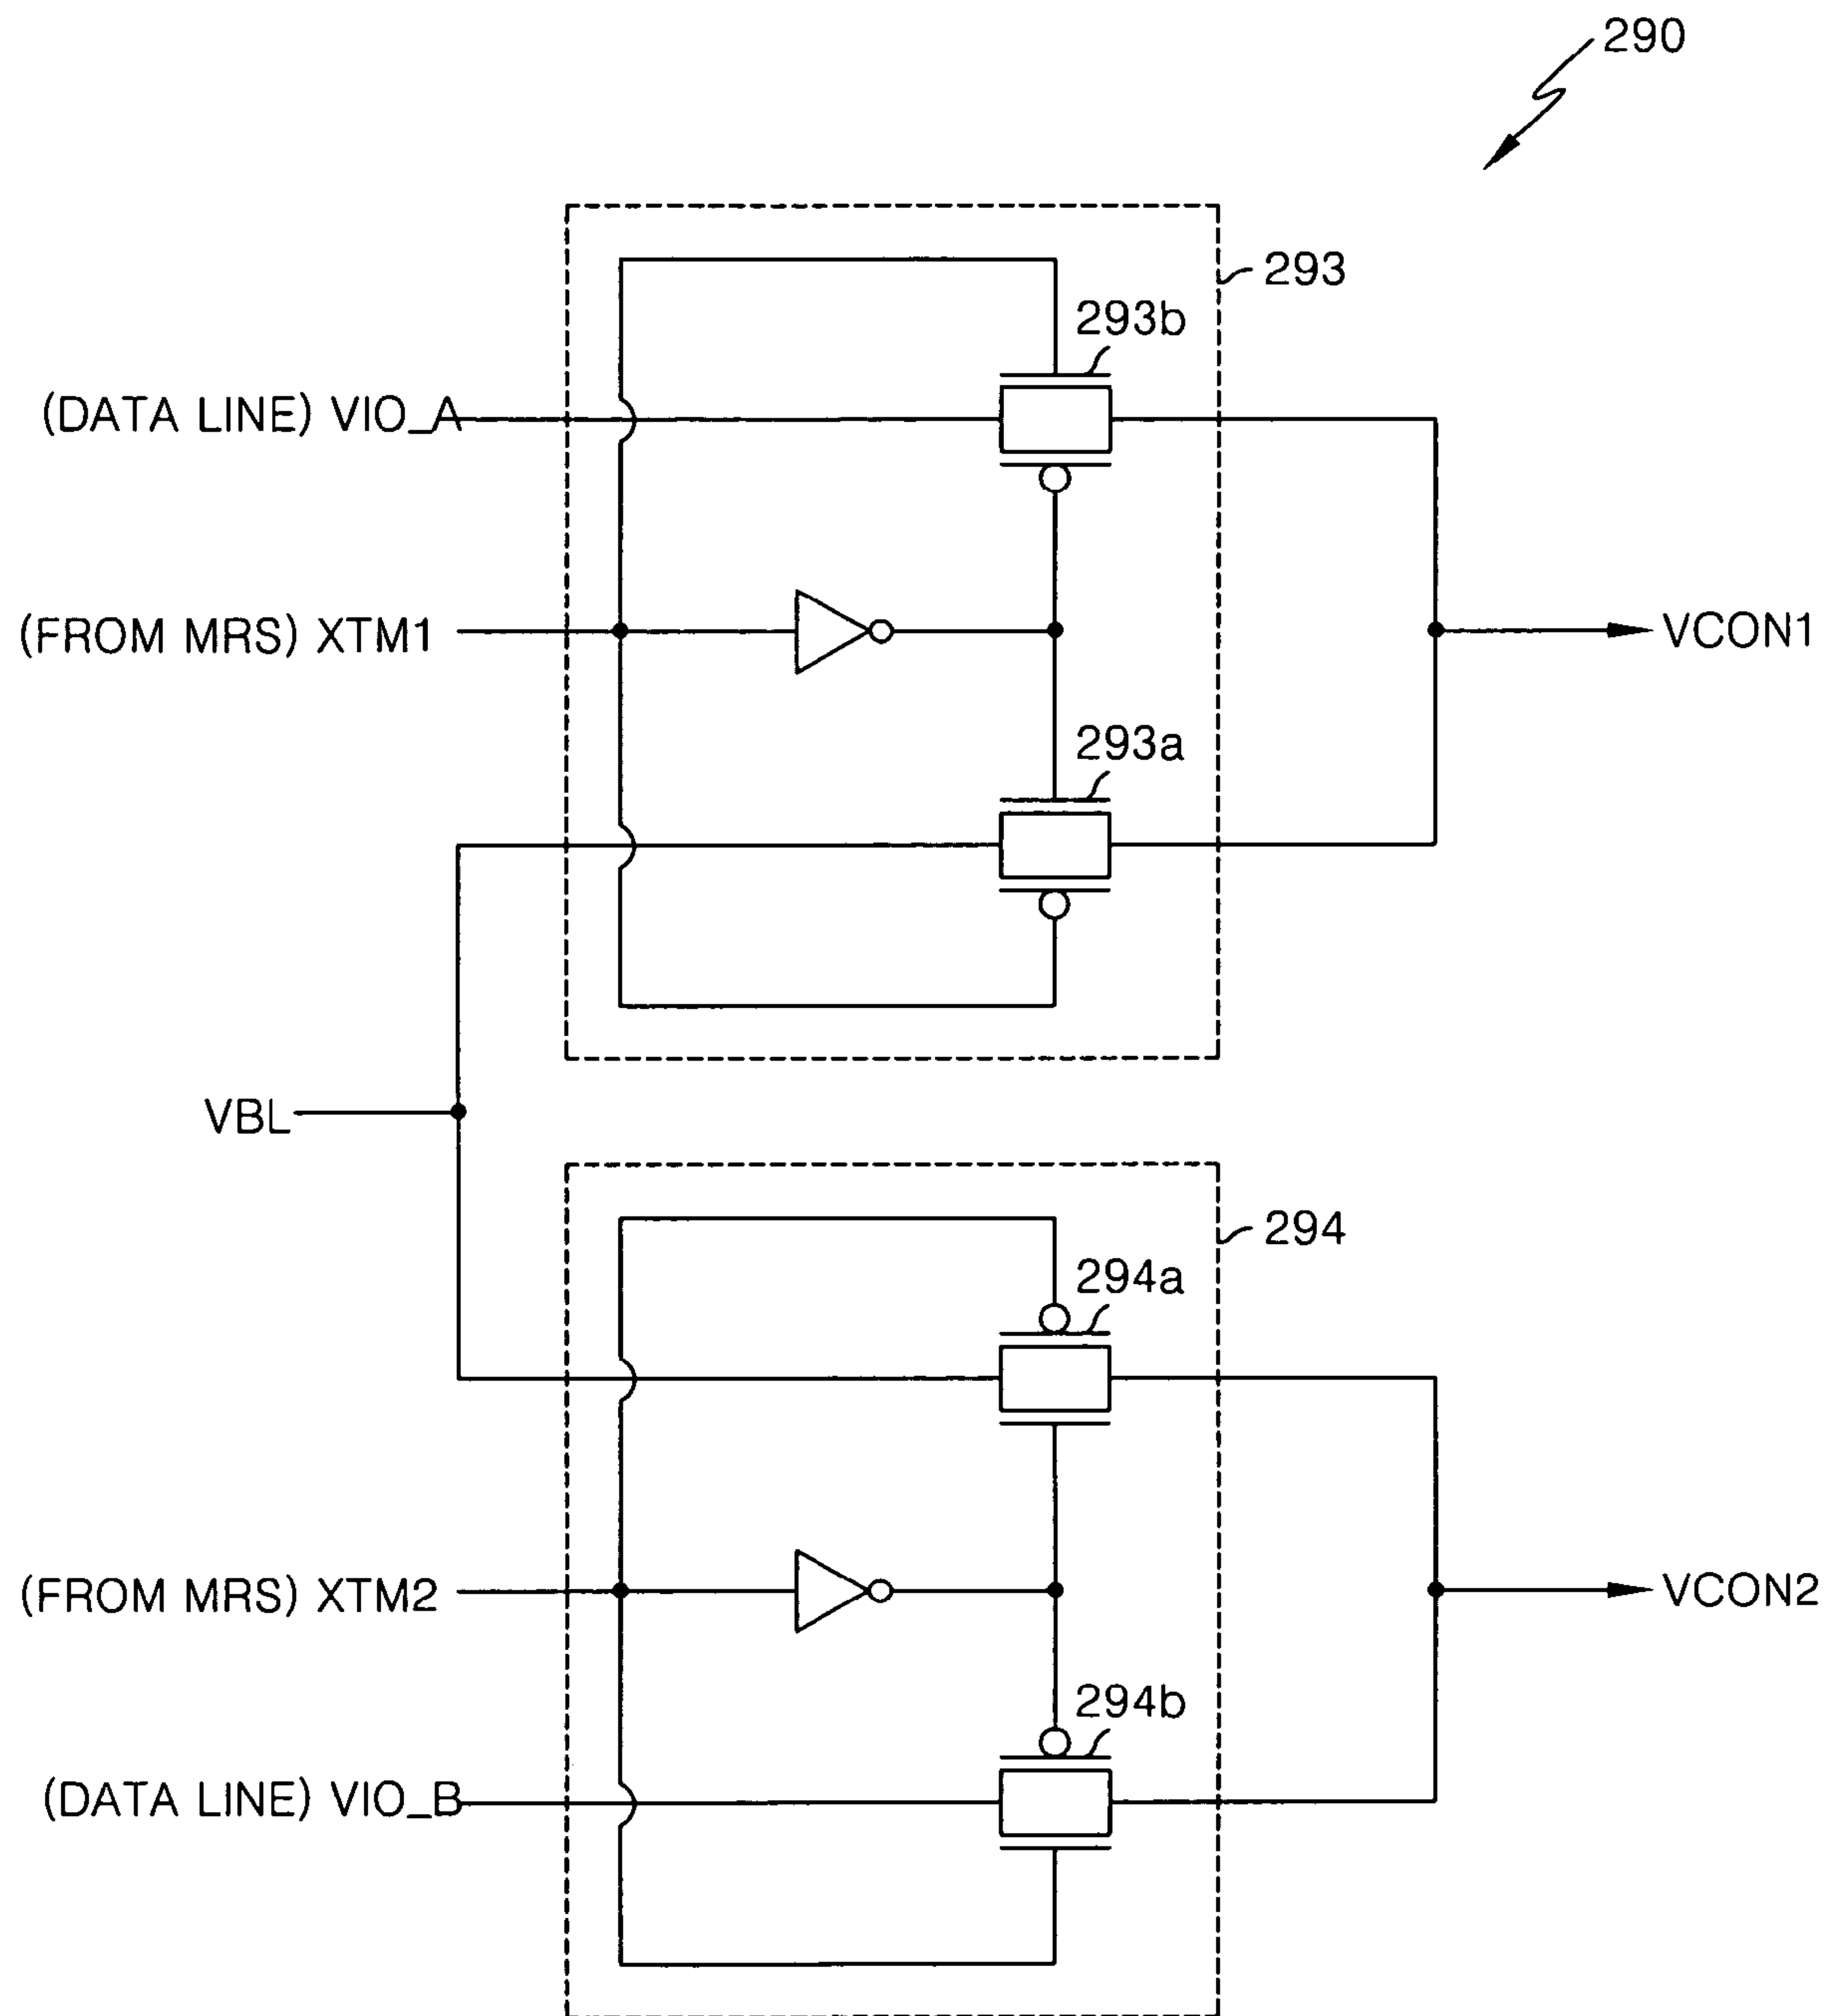 290
293
293b
(DATA LINE) VIO_A
(FROM MRS) XTM1
VCON1
293a
VBL
294
294a
(FROM MRS) XTM2
VCON2
294b
(DATA LINE) VIO_B